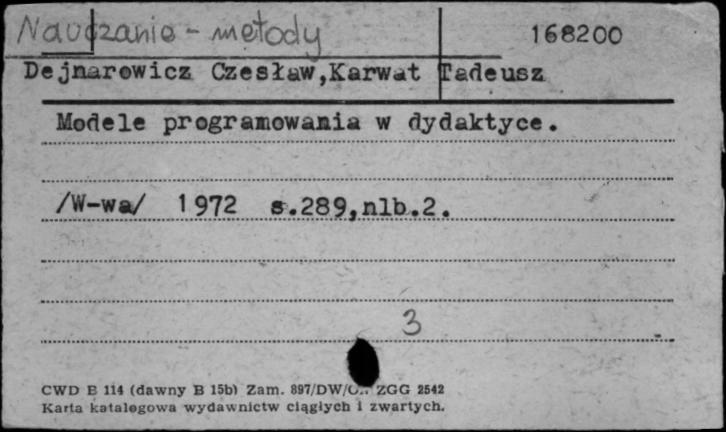 Nauczanie - metody
168200
Dejnarowicz Czesław,Karwat Tadeusz
Modele programowania w dydaktyce.
/W-wa/ 1972 s.289,nlb.2.
3
CWD B 114 (dawny B 15b) Zam. 897/DW/ ZGG 2542
Karta katalogowa wydawnictw ciągłych i zwartych.